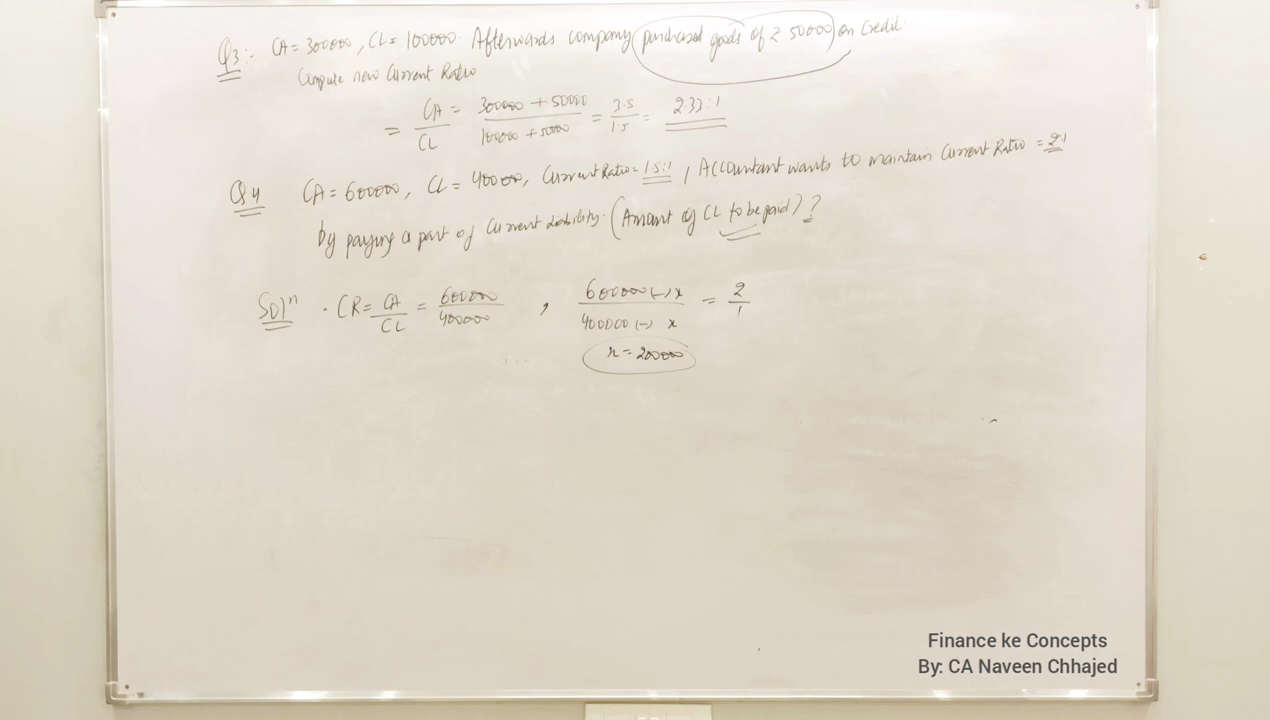 Q3:- CA = 300000, CL = 100000. Afterwards company purchased goods of ₹ 50000 on Credit.
Compute new Current Ratio
= CA/CL = 300000 + 50000/100000 + 50000 = 3.5/1.5 = 2.33:1
Q4 CA = 600000, CL = 400000, Current Ratio = 1.5:1, Accountant wants to maintain Current Ratio = 2:1
by paying a part of Current Liability. (Amount of CL to be paid)?
Solⁿ . CR = CA/CL = 600000/400000 , 600000 (-) x/400000 (-) x = 2/1
x = 200000
Finance ke Concepts
By: CA Naveen Chhajed